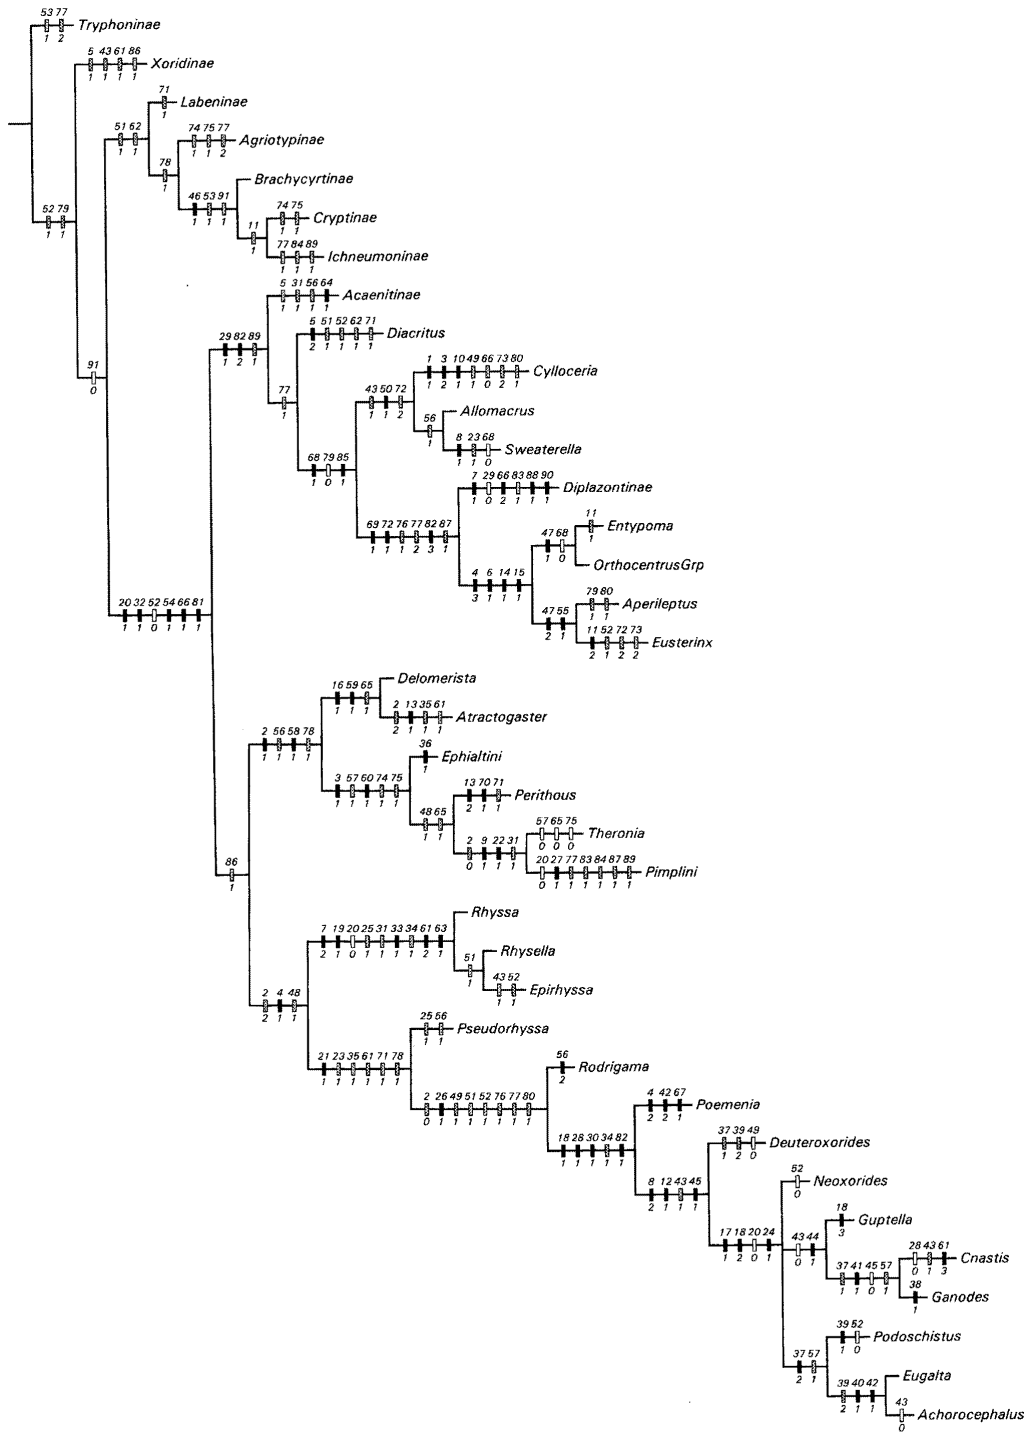 53 77
Tryphoninae
1 2
5 43 61 86
Xoridinae
1 1 1 1
71
Labeninae
1
51 62
1 1
74 75 77
Agriotypinae
1 1 2
78
1
Brachycyrtinae
46 53 91
1 1 1
74 75
Cryptinae
1 1
52 79
1 1
11
1
77 84 89
Ichneumoninae
1 1 1
5 31 56 64
Acaenitinae
1 1 1 1
5 51 52 62 71
Diacritus
2 1 1 1 1
29 82 89
1 2 1
91
0
1 3 10 49 66 73 80
Cylloceria
1 2 1 1 0 2 1
77
1
43 50 72
1 1 2
Allomacrus
56
1
8 23 68
Sweaterella
1 1 0
68 79 85
1 0 1
7 29 66 83 88 90
Diplazontinae
1 0 2 1 1 1
11
Entypoma
1
69 72 76 77 82 87
1 1 1 2 3 1
47 68
1 0
OrthocentrusGrp
4 6 14 15
3 1 1 1
79 80
Aperileptus
1 1
20 32 52 54 66 81
1 1 0 1 1 1
47 55
2 1
11 52 72 73
Eusterinx
2 1 2 2
Delomerista
16 59 65
1 1 1
2 13 35 61
Atractogaster
2 1 1 1
2 56 58 78
1 1 1 1
36
Ephialtini
1
3 57 60 74 75
1 1 1 1 1
13 70 71
Perithous
2 1 1
48 65
1 1
57 65 75
Theronia
0 0 0
2 9 22 31
0 1 1 1
20 27 77 83 84 87 89
Pimplini
0 1 1 1 1 1 1
86
1
Rhyssa
7 19 20 25 31 33 34 61 63
2 1 0 1 1 1 1 2 1
Rhysella
51
1
43 52
Epirhyssa
1 1
2 4 48
2 1 1
25 56
Pseudorhyssa
1 1
21 23 35 61 71 78
1 1 1 1 1 1
56
Rodrigama
2
2 26 49 51 52 76 77 80
0 1 1 1 1 1 1 1
4 42 67
Poemenia
2 2 1
18 28 30 34 82
1 1 1 1 1
37 39 49
Deuteroxorides
1 2 0
8 12 43 45
2 1 1 1
52
Neoxorides
0
18
Guptella
3
17 18 20 24
1 2 0 1
43 44
0 1
28 43 61
Cnastis
0 1 3
37 41 45 57
1 1 0 1
38
Ganodes
1
39 52
Podoschistus
1 0
37 57
2 1
Eugalta
39 40 42
2 1 1
43
Achorocephalus
0